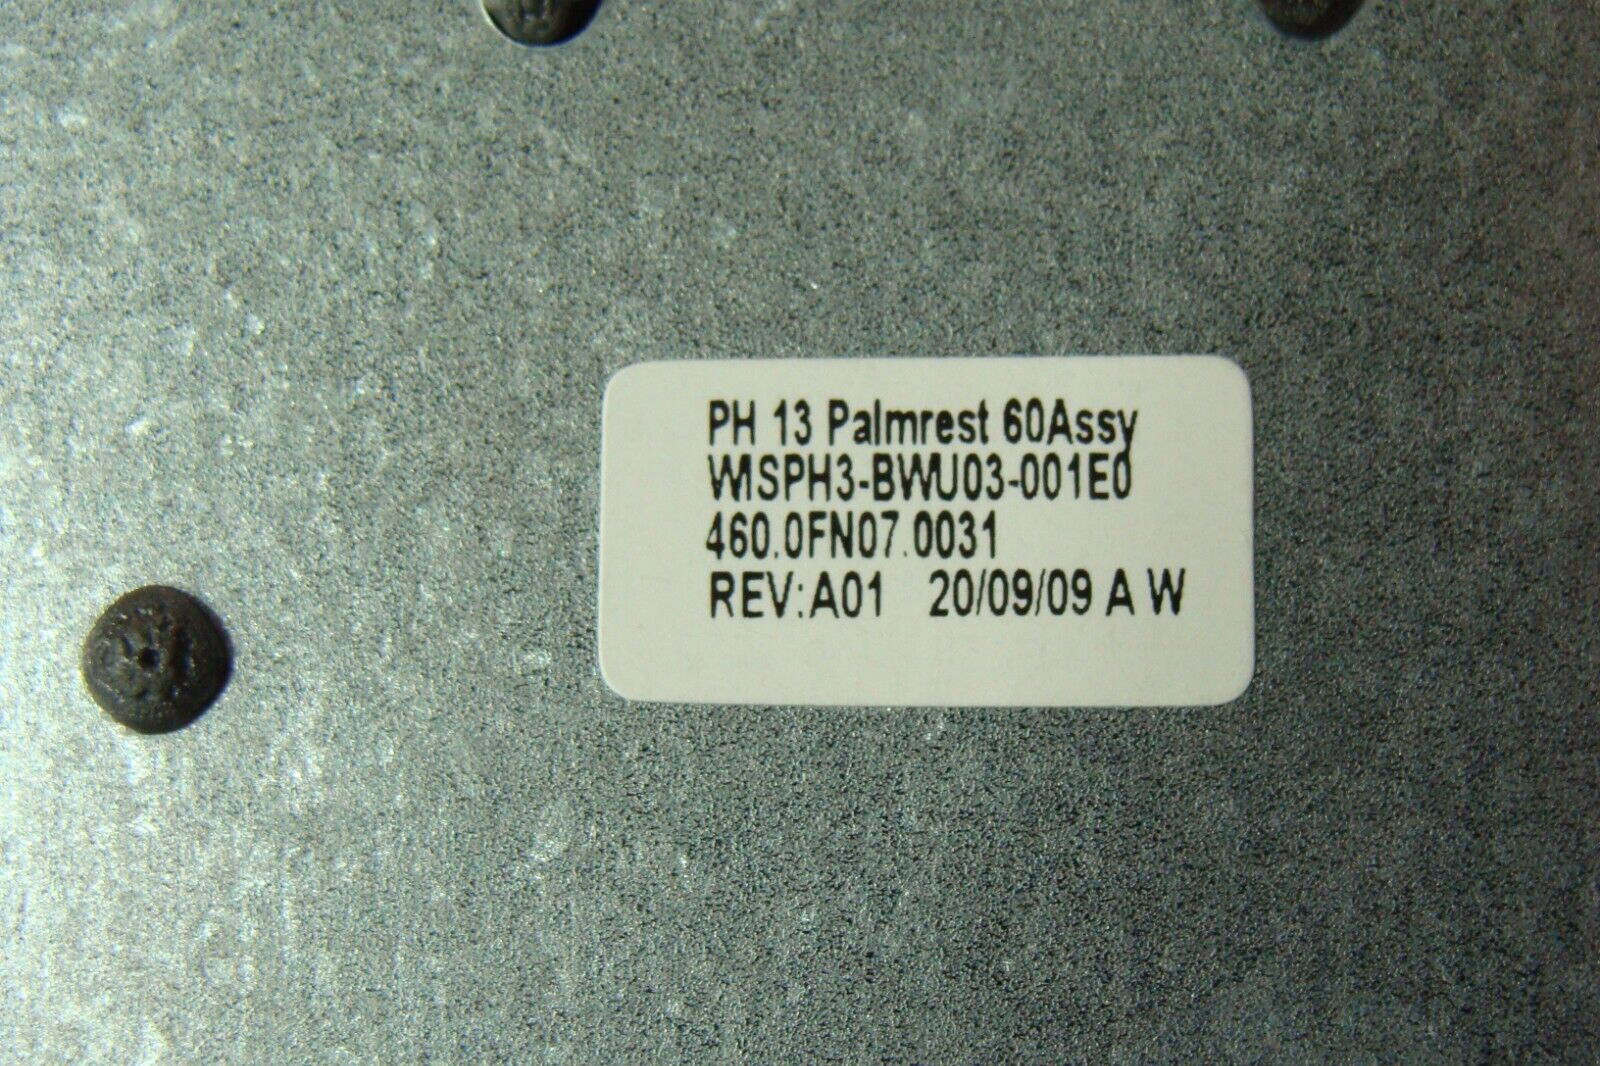 PH 13 Palmrest 60Assy
WISPH3-BWU03-001E0
460.0FN07.0031
REV:A01 20/09/09 A W